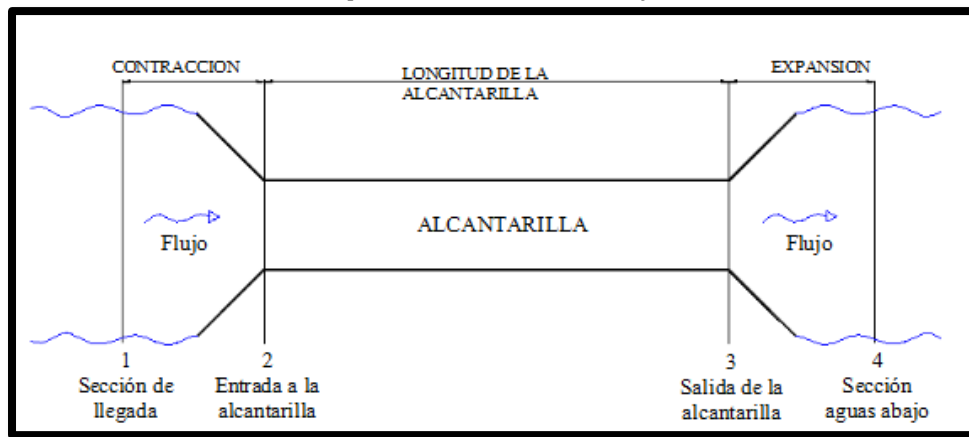 CONTRACCION
LONGITUD DE LA
ALCANTARILLA
EXPANSION
ALCANTARILLA
Flujo
Flujo
1
Sección de
llegada
2
Entrada a la
alcantarilla
3
Salida de la
alcantarilla
4
Sección
aguas abajo